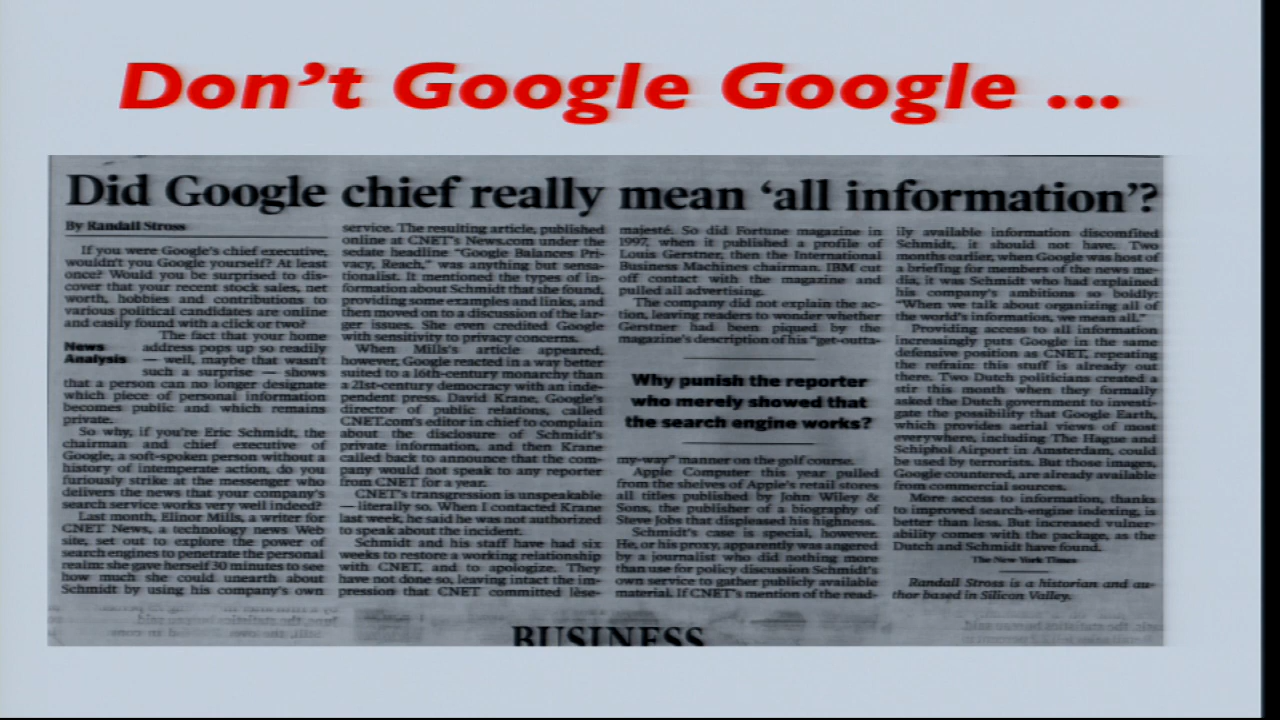 Don't Google Google ...
Did Google chief really mean 'all information'?
By Randall Stross
If you were Google's chief executive,
wouldn't you Google yourself? At least
once? Would you be surprised to dis-
cover that your recent stock sales, net
worth, hobbies and contributions to
various political candidates are online
and easily found with a click or two?
News
Analysis
The fact that your home
address pops up so readily
— well, maybe that wasn't
such a surprise — shows
that a person can no longer designate
which piece of personal information
becomes public and which remains
private.
So why, if you're Eric Schmidt, the
chairman and chief executive of
Google, a soft-spoken person without a
history of intemperate action, do you
furiously strike at the messenger who
delivers the news that your company's
search service works very well indeed?
Last month, Elinor Mills, a writer for
CNET News, a technology news Web
site, set out to explore the power of
search engines to penetrate the personal
realm: she gave herself 30 minutes to see
how much she could unearth about
Schmidt by using his company's own
service. The resulting article, published
online at CNET's News.com under the
sedate headline "Google Balances Pri-
vacy, Reach," was anything but sensa-
tionalist. It mentioned the types of in-
formation about Schmidt that she found,
providing some examples and links, and
then moved on to a discussion of the lar-
ger issues. She even credited Google
with sensitivity to privacy concerns.
When Mills's article appeared,
however, Google reacted in a way better
suited to a 16th-century monarchy than
a 21st-century democracy with an inde-
pendent press. David Krane, Google's
director of public relations, called
CNET.com's editor in chief to complain
about the disclosure of Schmidt's
private information, and then Krane
called back to announce that the com-
pany would not speak to any reporter
from CNET for a year.
CNET's transgression is unspeakable
— literally so. When I contacted Krane
last week, he said he was not authorized
to speak about the incident.
Schmidt and his staff have had six
weeks to restore a working relationship
with CNET, and to apologize. They
have not done so, leaving intact the im-
pression that CNET committed lèse-
majesté. So did Fortune magazine in
1997, when it published a profile of
Louis Gerstner, then the International
Business Machines chairman. IBM cut
off contact with the magazine and
pulled all advertising.
The company did not explain the ac-
tion, leaving readers to wonder whether
Gerstner had been piqued by the
magazine's description of his "get-outta-
Why punish the reporter
who merely showed that
the search engine works?
my-way" manner on the golf course.
Apple Computer this year pulled
from the shelves of Apple's retail stores
all titles published by John Wiley &
Sons, the publisher of a biography of
Steve Jobs that displeased his highness.
Schmidt's case is special, however.
He, or his proxy, apparently was angered
by a journalist who did nothing more
than use for policy discussion Schmidt's
own service to gather publicly available
material. If CNET's mention of the read-
ily available information discomfited
Schmidt, it should not have. Two
months earlier, when Google was host of
a briefing for members of the news me-
dia, it was Schmidt who had explained
his company's ambitions so boldly:
"When we talk about organizing all of
the world's information, we mean all."
Providing access to all information
increasingly puts Google in the same
defensive position as CNET, repeating
the refrain: this stuff is already out
there. Two Dutch politicians created a
stir this month when they formally
asked the Dutch government to investi-
gate the possibility that Google Earth,
which provides aerial views of most
everywhere, including The Hague and
Schiphol Airport in Amsterdam, could
be used by terrorists. But those images,
Google countered, are already available
from commercial sources.
More access to information, thanks
to improved search-engine indexing, is
better than less. But increased vulner-
ability comes with the package, as the
Dutch and Schmidt have found.
The New York Times
Randall Stross is a historian and au-
thor based in Silicon Valley.
BUSINESS